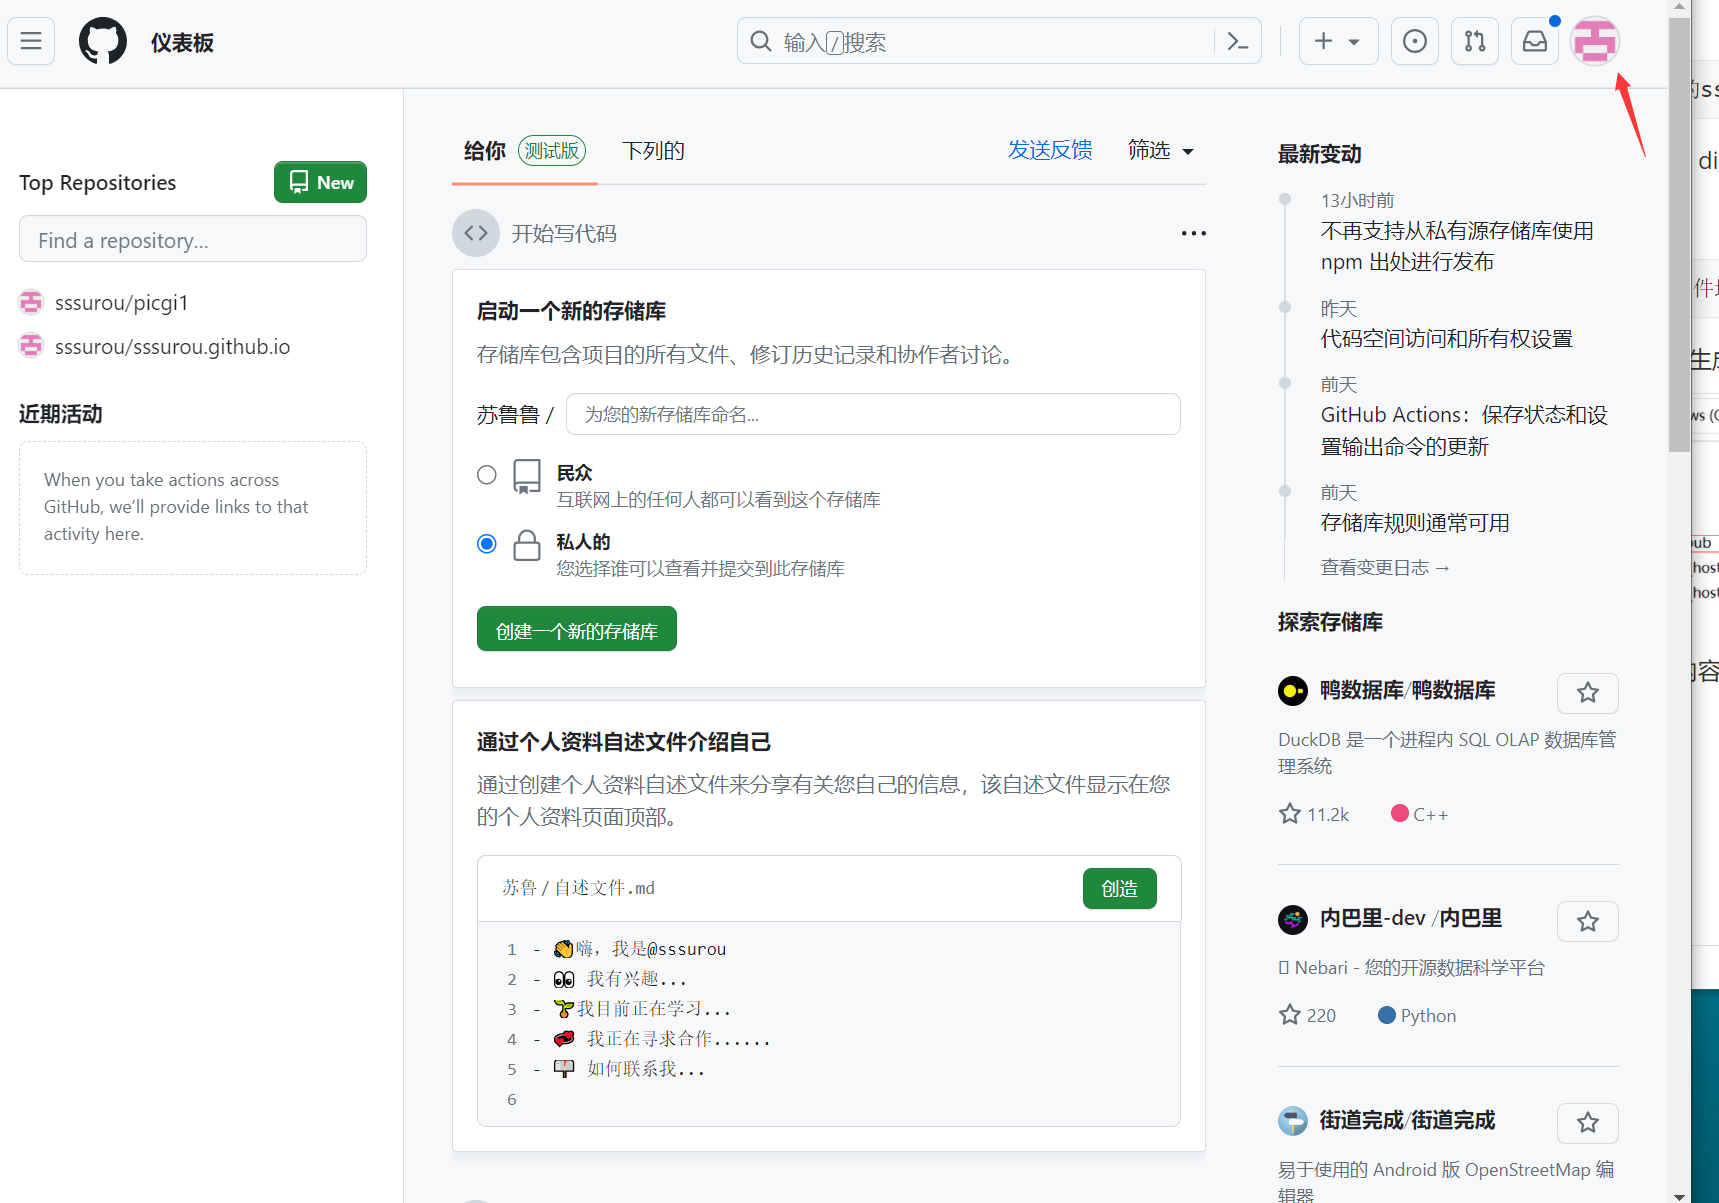 仪表板
输入/搜索
Top Repositories
New
Find a repository...
sssurou/picgi1
sssurou/sssurou.github.io
近期活动
When you take actions across
GitHub, we’ll provide links to that
activity here.
给你 测试版 下列的 发送反馈 筛选
开始写代码
启动一个新的存储库
存储库包含项目的所有文件、修订历史记录和协作者讨论。
苏鲁鲁 / 为您的新存储库命名...
民众
互联网上的任何人都可以看到这个存储库
私人的
您选择谁可以查看并提交到此存储库
创建一个新的存储库
通过个人资料自述文件介绍自己
通过创建个人资料自述文件来分享有关您自己的信息，该自述文件显示在您
的个人资料页面顶部。
苏鲁 / 自述文件.md
创造
1 - 👋嗨，我是@sssurou
2 - 👀 我有兴趣...
3 - 🌱我目前正在学习...
4 - 💞️ 我正在寻求合作......
5 - 📫 如何联系我...
6
最新变动
13小时前
不再支持从私有源存储库使用
npm 出处进行发布
昨天
代码空间访问和所有权设置
前天
GitHub Actions：保存状态和设
置输出命令的更新
前天
存储库规则通常可用
查看变更日志 →
探索存储库
鸭数据库/鸭数据库
DuckDB 是一个进程内 SQL OLAP 数据库管
理系统
11.2k C++
内巴里-dev /内巴里
Nebari - 您的开源数据科学平台
220 Python
街道完成/街道完成
易于使用的 Android 版 OpenStreetMap 编
辑器
di
ws (
ub
host
host